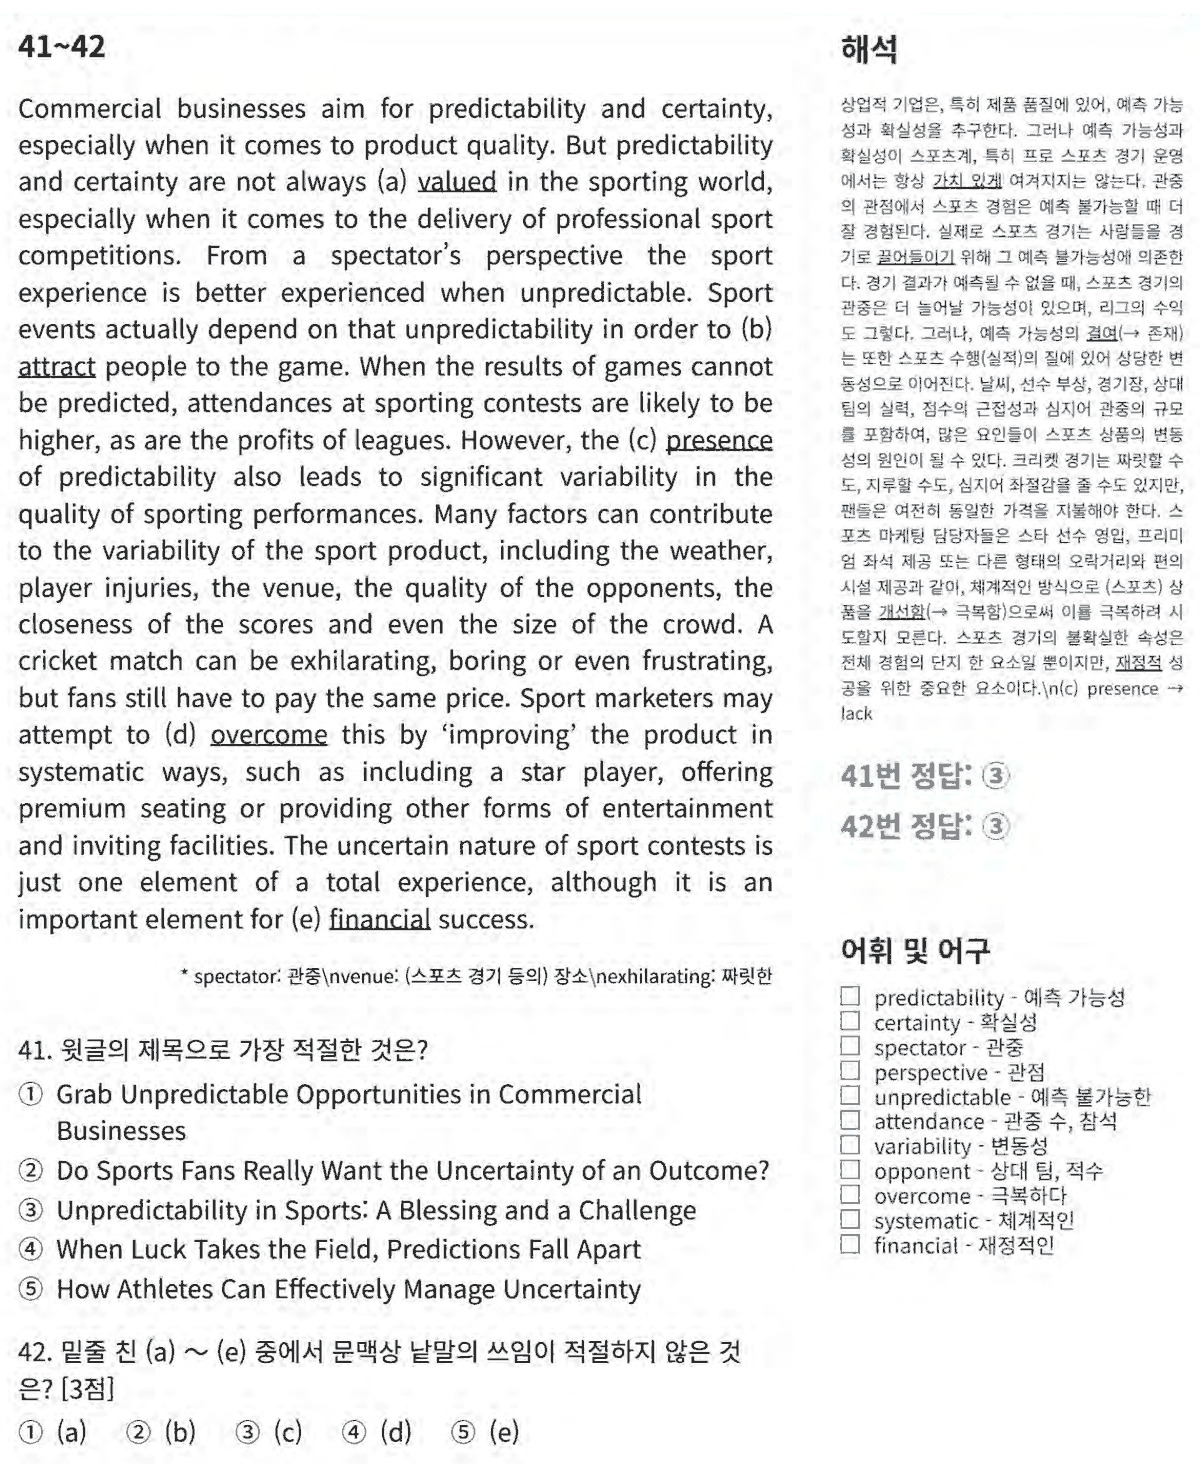 41~42
Commercial businesses aim for predictability and certainty,
especially when it comes to product quality. But predictability
and certainty are not always (a) valued in the sporting world,
especially when it comes to the delivery of professional sport
competitions. From a spectator's perspective the sport
experience is better experienced when unpredictable. Sport
events actually depend on that unpredictability in order to (b)
attract people to the game. When the results of games cannot
be predicted, attendances at sporting contests are likely to be
higher, as are the profits of leagues. However, the (c) presence
of predictability also leads to significant variability in the
quality of sporting performances. Many factors can contribute
to the variability of the sport product, including the weather,
player injuries, the venue, the quality of the opponents, the
closeness of the scores and even the size of the crowd. A
cricket match can be exhilarating, boring or even frustrating,
but fans still have to pay the same price. Sport marketers may
attempt to (d) overcome this by ‘improving’ the product in
systematic ways, such as including a star player, offering
premium seating or providing other forms of entertainment
and inviting facilities. The uncertain nature of sport contests is
just one element of a total experience, although it is an
important element for (e) financial success.
* spectator: 관중\nvenue: (스포츠 경기 등의) 장소\nexhilarating: 짜릿한
41. 윗글의 제목으로 가장 적절한 것은?
① Grab Unpredictable Opportunities in Commercial
Businesses
② Do Sports Fans Really Want the Uncertainty of an Outcome?
③ Unpredictability in Sports: A Blessing and a Challenge
④ When Luck Takes the Field, Predictions Fall Apart
⑤ How Athletes Can Effectively Manage Uncertainty
42. 밑줄 친 (a) ～ (e) 중에서 문맥상 낱말의 쓰임이 적절하지 않은 것
은? [3점]
① (a) ② (b) ③ (c) ④ (d) ⑤ (e)
해석
상업적 기업은, 특히 제품 품질에 있어, 예측 가능
성과 확실성을 추구한다. 그러나 예측 가능성과
확실성이 스포츠계, 특히 프로 스포츠 경기 운영
에서는 항상 가치 있게 여겨지지는 않는다. 관중
의 관점에서 스포츠 경험은 예측 불가능할 때 더
잘 경험된다. 실제로 스포츠 경기는 사람들을 경
기로 끌어들이기 위해 그 예측 불가능성에 의존한
다. 경기 결과가 예측될 수 없을 때, 스포츠 경기의
관중은 더 늘어날 가능성이 있으며, 리그의 수익
도 그렇다. 그러나, 예측 가능성의 결여(→ 존재)
는 또한 스포츠 수행(실적)의 질에 있어 상당한 변
동성으로 이어진다. 날씨, 선수 부상, 경기장, 상대
팀의 실력, 점수의 근접성과 심지어 관중의 규모
를 포함하여, 많은 요인들이 스포츠 상품의 변동
성의 원인이 될 수 있다. 크리켓 경기는 짜릿할 수
도, 지루할 수도, 심지어 좌절감을 줄 수도 있지만,
팬들은 여전히 동일한 가격을 지불해야 한다. 스
포츠 마케팅 담당자들은 스타 선수 영입, 프리미
엄 좌석 제공 또는 다른 형태의 오락거리와 편의
시설 제공과 같이, 체계적인 방식으로 (스포츠) 상
품을 개선함(→ 극복함)으로써 이를 극복하려 시
도할지 모른다. 스포츠 경기의 불확실한 속성은
전체 경험의 단지 한 요소일 뿐이지만, 재정적 성
공을 위한 중요한 요소이다.\n(c) presence →
lack
41번 정답: ③
42번 정답: ③
어휘 및 어구
□ predictability - 예측 가능성
□ certainty - 확실성
□ spectator - 관중
□ perspective - 관점
□ unpredictable - 예측 불가능한
□ attendance - 관중 수, 참석
□ variability - 변동성
□ opponent - 상대 팀, 적수
□ overcome - 극복하다
□ systematic - 체계적인
□ financial - 재정적인